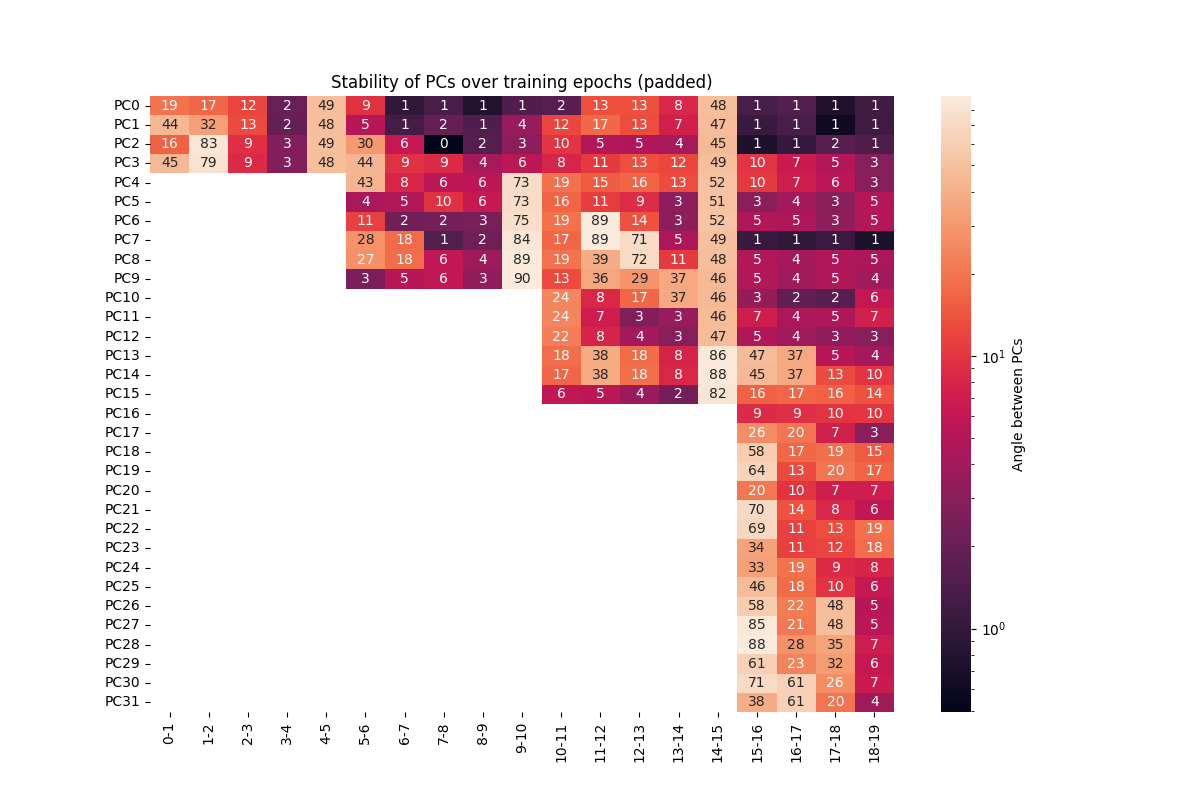 Stability of PCs over training epochs (padded)
PC0 19 17 12 2 49 9 1 1 1 1 2 13 13 8 48 1 1 1 1
PC1 44 32 13 2 48 5 1 2 1 4 12 17 13 7 47 1 1 1 1
PC2 16 83 9 3 49 30 6 0 2 3 10 5 5 4 45 1 1 2 1
PC3 45 79 9 3 48 44 9 9 4 6 8 11 13 12 49 10 7 5 3
PC4 43 8 6 6 73 19 15 16 13 52 10 7 6 3
PC5 4 5 10 6 73 16 11 9 3 51 3 4 3 5
PC6 11 2 2 3 75 19 89 14 3 52 5 5 3 5
PC7 28 18 1 2 84 17 89 71 5 49 1 1 1 1
PC8 27 18 6 4 89 19 39 72 11 48 5 4 5 5
PC9 3 5 6 3 90 13 36 29 37 46 5 4 5 4
PC10 24 8 17 37 46 3 2 2 6
PC11 24 7 3 3 46 7 4 5 7
PC12 22 8 4 3 47 5 4 3 3
PC13 18 38 18 8 86 47 37 5 4
PC14 17 38 18 8 88 45 37 13 10
PC15 6 5 4 2 82 16 17 16 14
PC16 9 9 10 10
PC17 26 20 7 3
PC18 58 17 19 15
PC19 64 13 20 17
PC20 20 10 7 7
PC21 70 14 8 6
PC22 69 11 13 19
PC23 34 11 12 18
PC24 33 19 9 8
PC25 46 18 10 6
PC26 58 22 48 5
PC27 85 21 48 5
PC28 88 28 35 7
PC29 61 23 32 6
PC30 71 61 26 7
PC31 38 61 20 4
0-1 1-2 2-3 3-4 4-5 5-6 6-7 7-8 8-9 9-10 10-11 11-12 12-13 13-14 14-15 15-16 16-17 17-18 18-19
10¹
10⁰
Angle between PCs